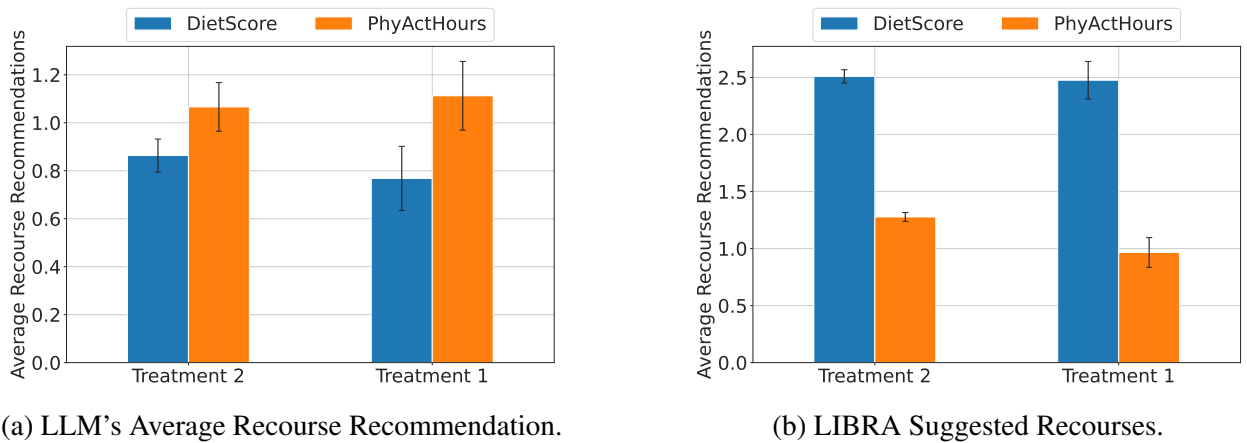 DietScore PhyActHours
Average Recourse Recommendations
1.2
1.0
0.8
0.6
0.4
0.2
0.0
Treatment 2 Treatment 1
(a) LLM's Average Recourse Recommendation.
DietScore PhyActHours
Average Recourse Recommendations
2.5
2.0
1.5
1.0
0.5
0.0
Treatment 2 Treatment 1
(b) LIBRA Suggested Recourses.